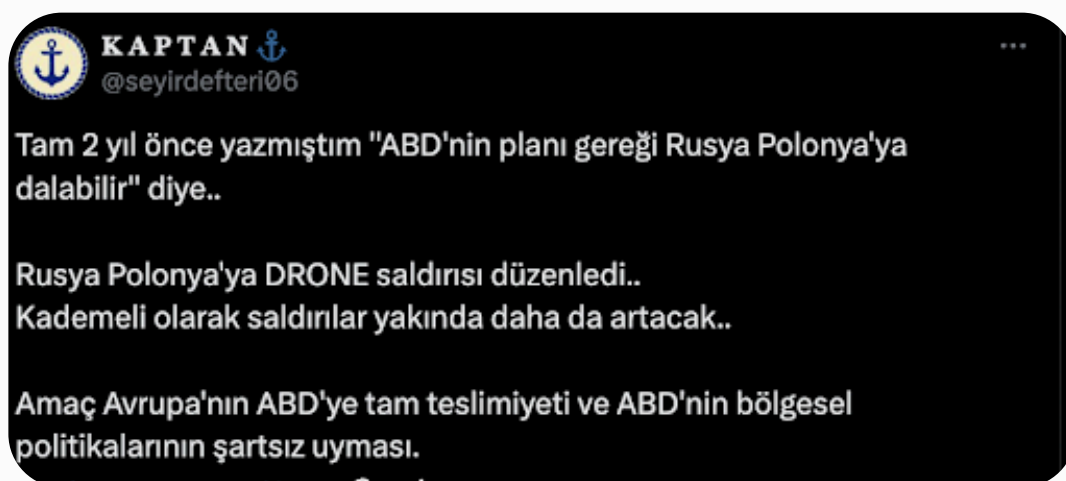 KAPTAN
@seyirdefteri06
Tam 2 yıl önce yazmıştım "ABD'nin planı gereği Rusya Polonya'ya
dalabilir" diye..
Rusya Polonya'ya DRONE saldırısı düzenledi..
Kademeli olarak saldırılar yakında daha da artacak..
Amaç Avrupa'nın ABD'ye tam teslimiyeti ve ABD'nin bölgesel
politikalarının şartsız uyması.